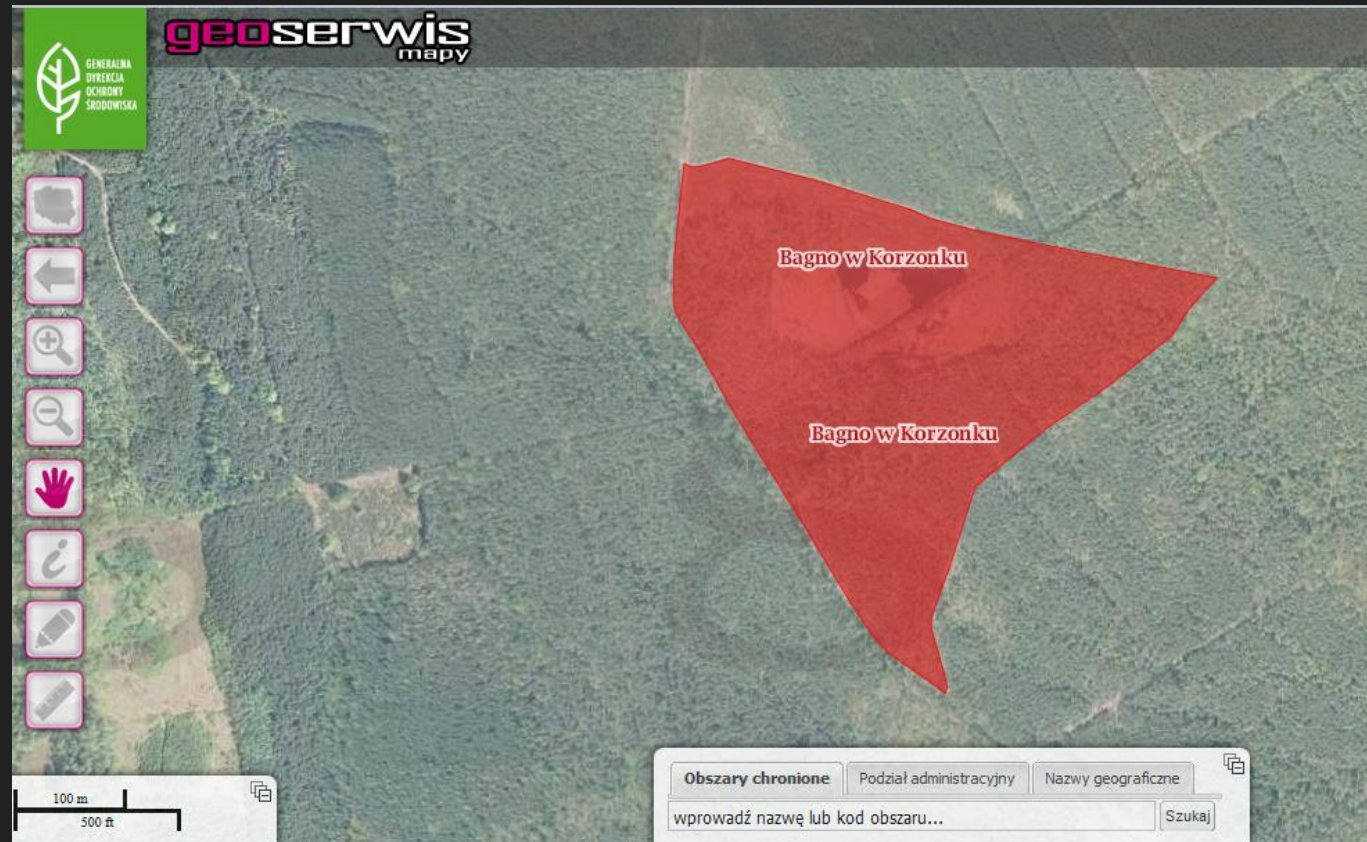 geoserwis
mapy
GENERALNA
DYREKCJA
OCHRONY
ŚRODOWISKA
Bagno w Korzonku
Bagno w Korzonku
Obszary chronione
Podział administracyjny
Nazwy geograficzne
wprowadź nazwę lub kod obszaru...
Szukaj
100 m
500 ft